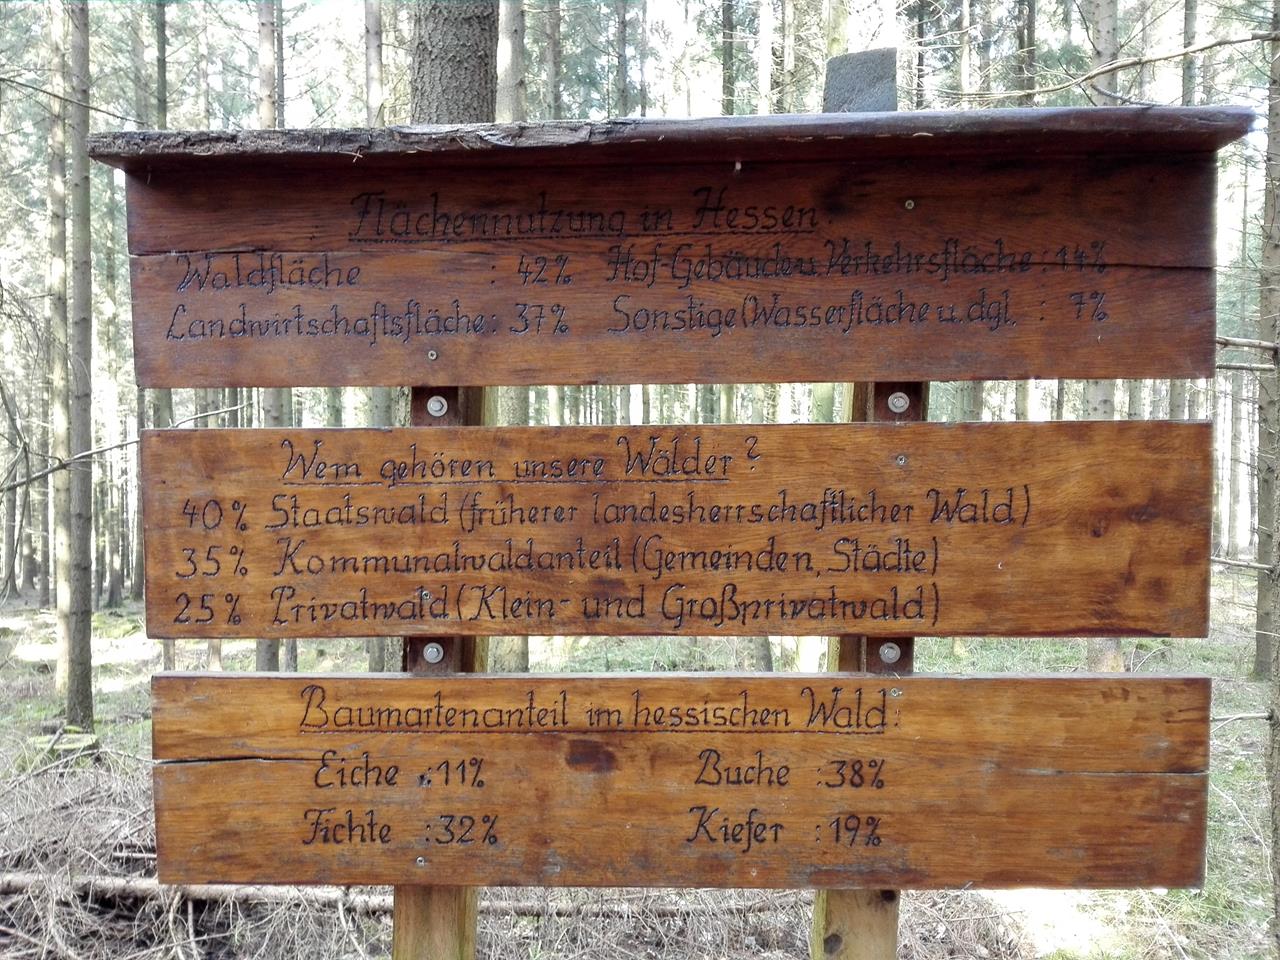 Flächennutzung in Hessen:
Waldfläche : 42% Hof-Gebäude u. Verkehrsfläche : 14%
Landwirtschaftsfläche : 37% Sonstige (Wasserfläche u. dgl. : 7%
Wem gehören unsere Wälder?
40% Staatswald (früherer landesherrschaftlicher Wald)
35% Kommunalwaldanteil (Gemeinden, Städte)
25% Privatwald (Klein- und Großprivatwald)
Baumartenanteil im hessischen Wald:
Eiche : 11% Buche : 38%
Fichte : 32% Kiefer : 19%